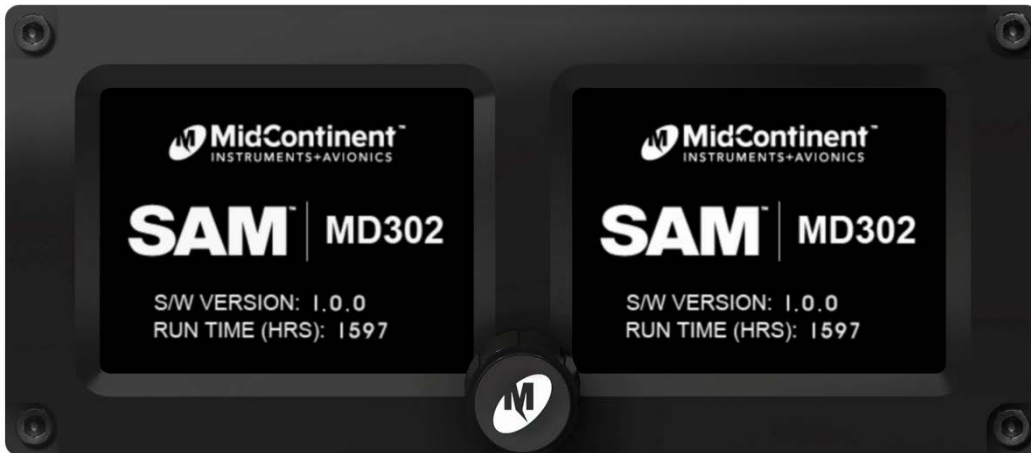 MidContinent™
INSTRUMENTS+AVIONICS
SAM™ | MD302
S/W VERSION: 1.0.0
RUN TIME (HRS): 1597
MidContinent™
INSTRUMENTS+AVIONICS
SAM™ | MD302
S/W VERSION: 1.0.0
RUN TIME (HRS): 1597
M